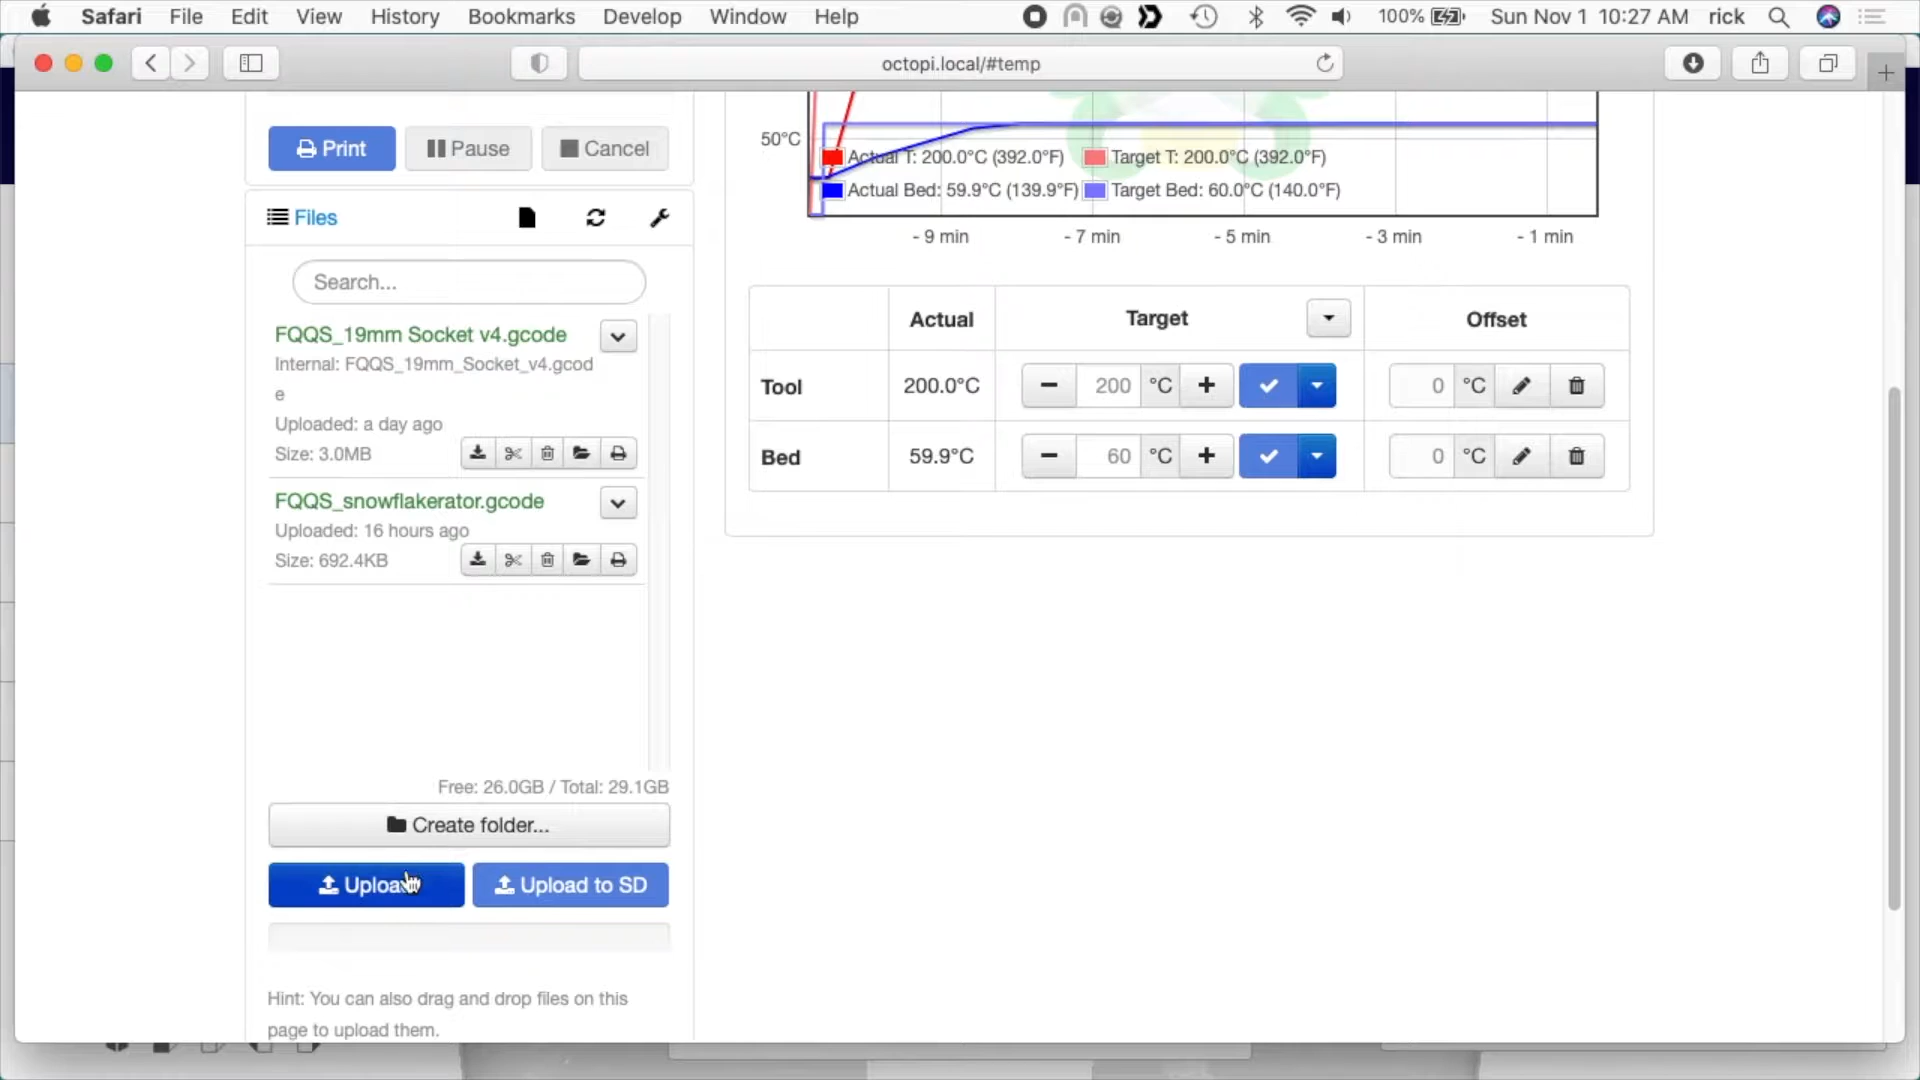 Safari File Edit View History Bookmarks Develop Window Help 100% Sun Nov 1 10:27 AM rick
octopi.local/#temp
Print Pause Cancel
Files
Search...
FQQS_19mm Socket v4.gcode
Internal: FQQS_19mm_Socket_v4.gcod
e
Uploaded: a day ago
Size: 3.0MB
FQQS_snowflakerator.gcode
Uploaded: 16 hours ago
Size: 692.4KB
Free: 26.0GB / Total: 29.1GB
Create folder...
Upload Upload to SD
Hint: You can also drag and drop files on this
page to upload them.
50°C
Actual T: 200.0°C (392.0°F) Target T: 200.0°C (392.0°F)
Actual Bed: 59.9°C (139.9°F) Target Bed: 60.0°C (140.0°F)
- 9 min - 7 min - 5 min - 3 min - 1 min
Actual Target Offset
Tool 200.0°C 200 °C 0 °C
Bed 59.9°C 60 °C 0 °C